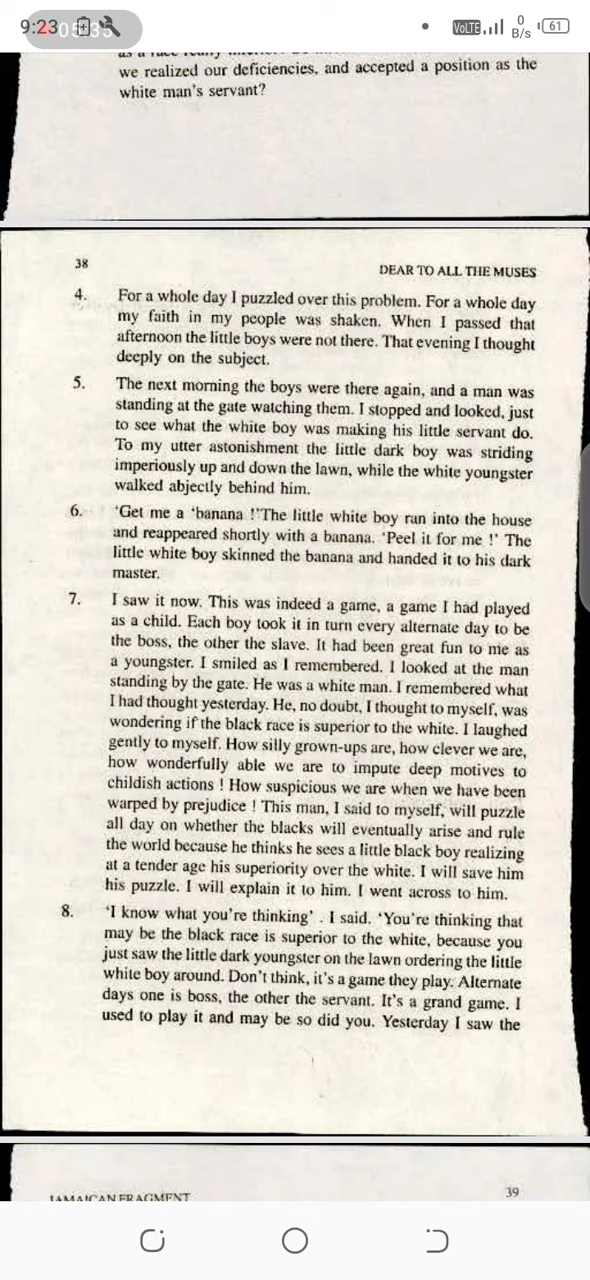 9:23
05:35
VoLTE
0
B/s
61
as a race really
we realized our deficiencies, and accepted a position as the
white man's servant?
38
DEAR TO ALL THE MUSES
4. For a whole day I puzzled over this problem. For a whole day
my faith in my people was shaken. When I passed that
afternoon the little boys were not there. That evening I thought
deeply on the subject.
5. The next morning the boys were there again, and a man was
standing at the gate watching them. I stopped and looked, just
to see what the white boy was making his little servant do.
To my utter astonishment the little dark boy was striding
imperiously up and down the lawn, while the white youngster
walked abjectly behind him.
6. 'Get me a 'banana !'The little white boy run into the house
and reappeared shortly with a banana. 'Peel it for me !' The
little white boy skinned the banana and handed it to his dark
master.
7. I saw it now. This was indeed a game, a game I had played
as a child. Each boy took it in turn every alternate day to be
the boss, the other the slave. It had been great fun to me as
a youngster. I smiled as I remembered. I looked at the man
standing by the gate. He was a white man. I remembered what
I had thought yesterday. He, no doubt, I thought to myself, was
wondering if the black race is superior to the white. I laughed
gently to myself. How silly grown-ups are, how clever we are,
how wonderfully able we are to impute deep motives to
childish actions ! How suspicious we are when we have been
warped by prejudice ! This man, I said to myself, will puzzle
all day on whether the blacks will eventually arise and rule
the world because he thinks he sees a little black boy realizing
at a tender age his superiority over the white. I will save him
his puzzle. I will explain it to him. I went across to him.
8. 'I know what you're thinking' . I said. 'You're thinking that
may be the black race is superior to the white, because you
just saw the little dark youngster on the lawn ordering the little
white boy around. Don't think, it's a game they play. Alternate
days one is boss, the other the servant. It's a grand game. I
used to play it and may be so did you. Yesterday I saw the
JAMAICAN FRAGMENT
39